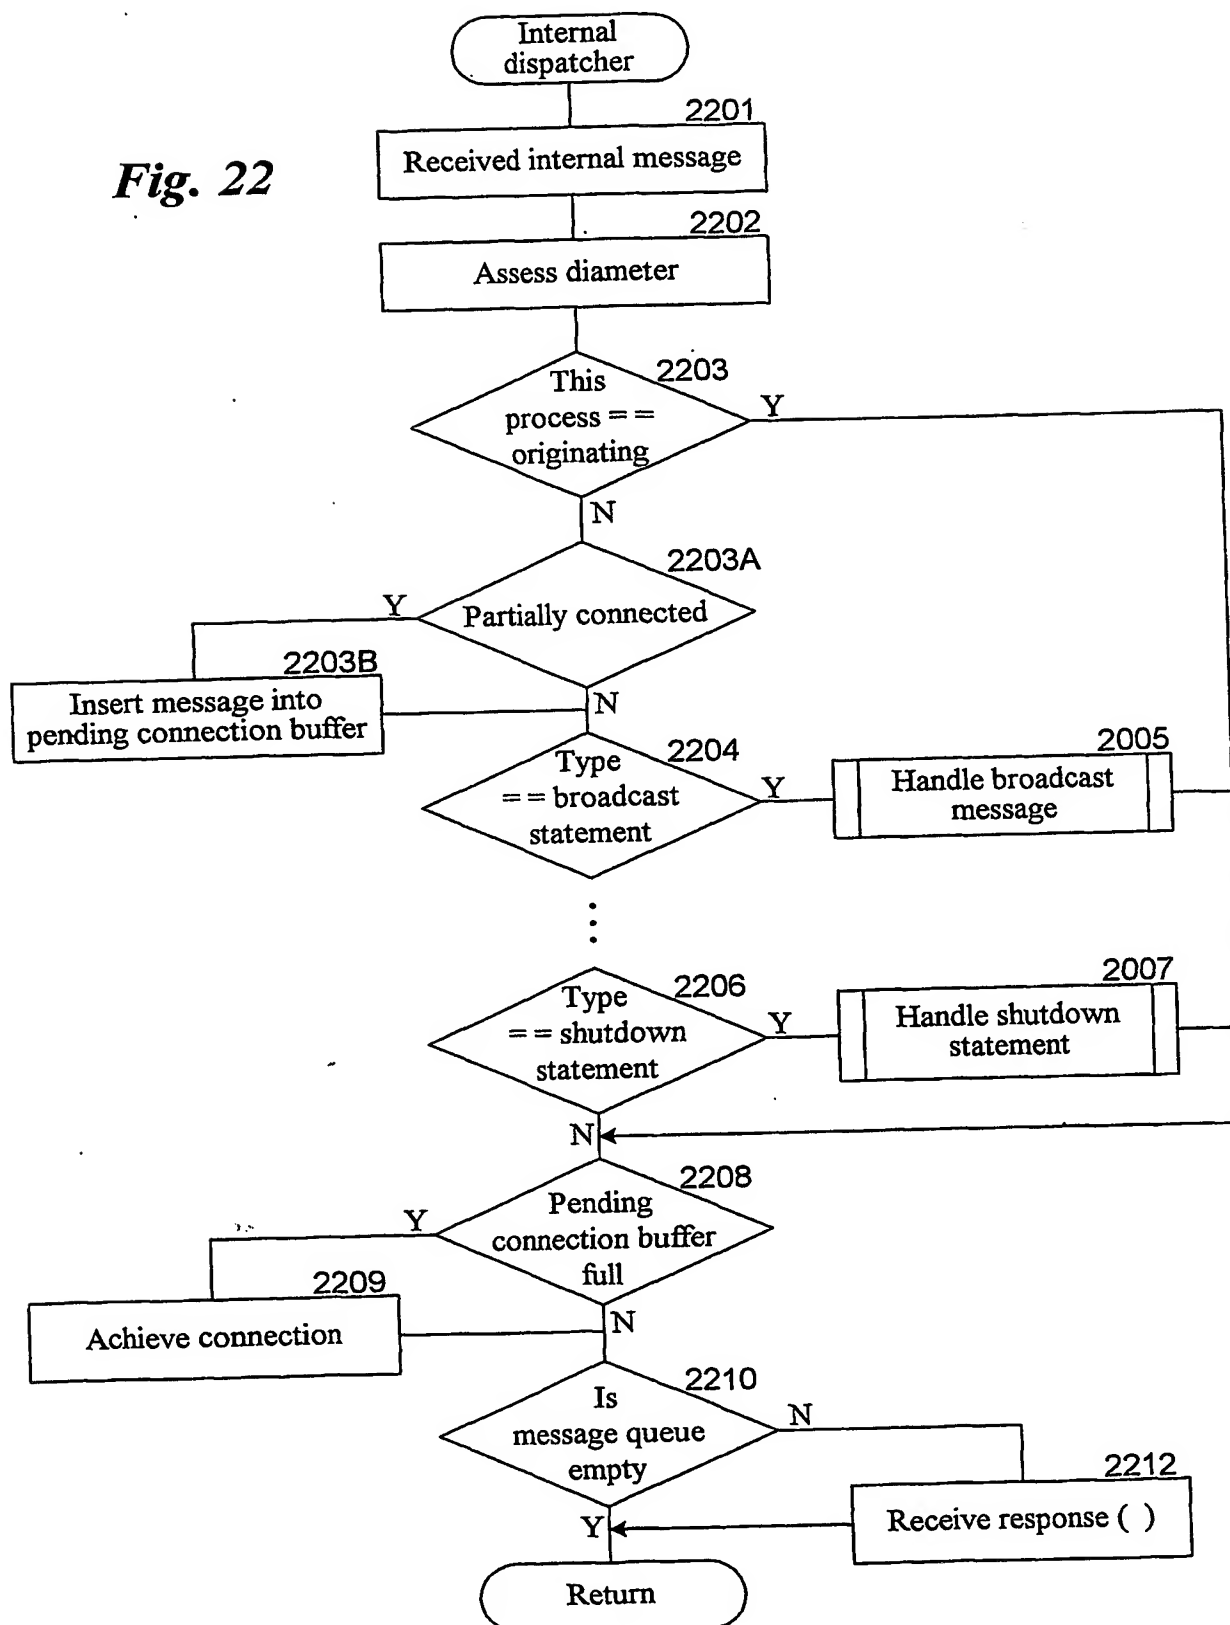 Internal
dispatcher
2201
Received internal message
Fig. 22
2202
Assess diameter
2203
This
process ==
originating
Y
N
2203A
Partially connected
Y
2203B
Insert message into
pending connection buffer
N
2204
Type
== broadcast
statement
Y
2005
Handle broadcast
message
2206
Type
== shutdown
statement
Y
2007
Handle shutdown
statement
N
2208
Pending
connection buffer
full
Y
2209
Achieve connection
N
2210
Is
message queue
empty
N
2212
Receive response ( )
Y
Return